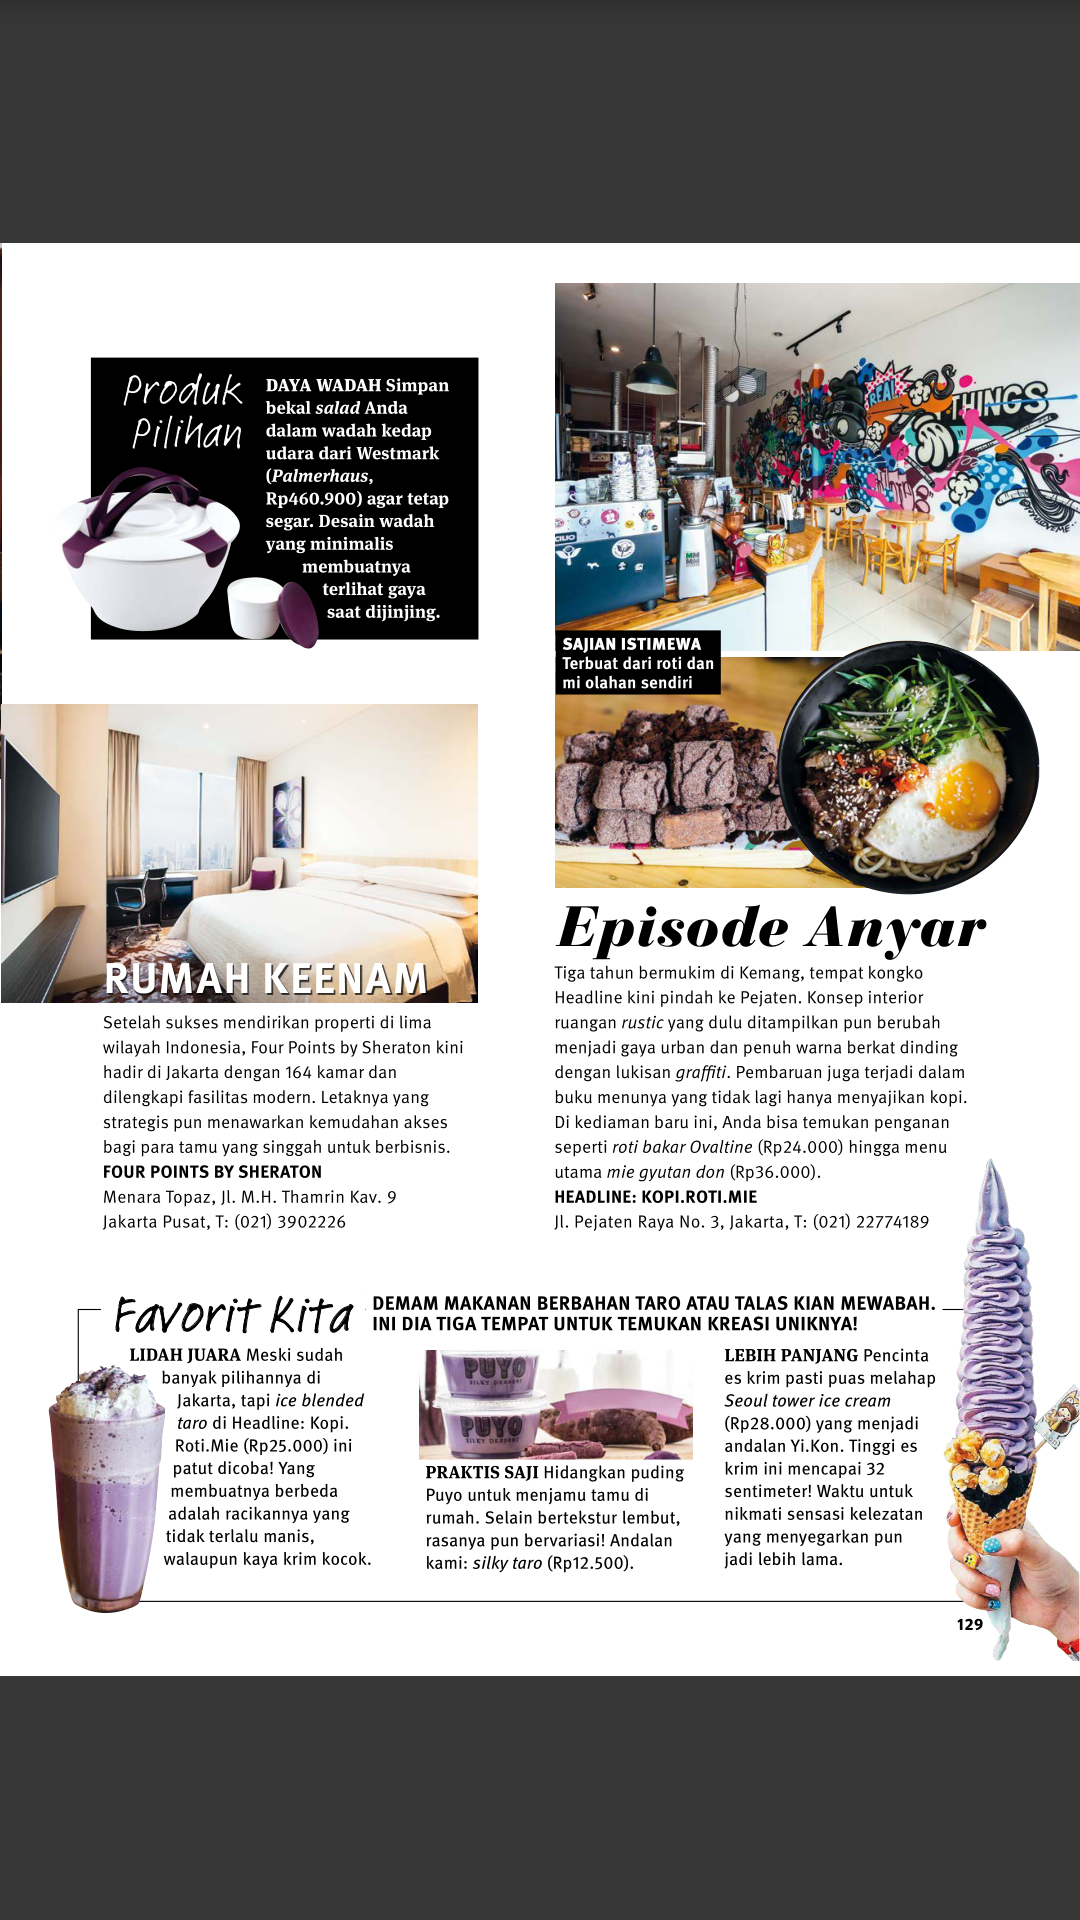 Produk
Pilihan
DAYA WADAH Simpan
bekal salad Anda
dalam wadah kedap
udara dari Westmark
(Palmerhaus,
Rp460.900) agar tetap
segar. Desain wadah
yang minimalis
membuatnya
terlihat gaya
saat dijinjing.
RUMAH KEENAM
Setelah sukses mendirikan properti di lima
wilayah Indonesia, Four Points by Sheraton kini
hadir di Jakarta dengan 164 kamar dan
dilengkapi fasilitas modern. Letaknya yang
strategis pun menawarkan kemudahan akses
bagi para tamu yang singgah untuk berbisnis.
FOUR POINTS BY SHERATON
Menara Topaz, Jl. M.H. Thamrin Kav. 9
Jakarta Pusat, T: (021) 3902226
REAL
THINGS
SAJIAN ISTIMEWA
Terbuat dari roti dan
mi olahan sendiri
Episode Anyar
Tiga tahun bermukim di Kemang, tempat kongko
Headline kini pindah ke Pejaten. Konsep interior
ruangan rustic yang dulu ditampilkan pun berubah
menjadi gaya urban dan penuh warna berkat dinding
dengan lukisan graffiti. Pembaruan juga terjadi dalam
buku menunya yang tidak lagi hanya menyajikan kopi.
Di kediaman baru ini, Anda bisa temukan penganan
seperti roti bakar Ovaltine (Rp24.000) hingga menu
utama mie gyutan don (Rp36.000).
HEADLINE: KOPI.ROTI.MIE
Jl. Pejaten Raya No. 3, Jakarta, T: (021) 22774189
Favorit Kita
DEMAM MAKANAN BERBAHAN TARO ATAU TALAS KIAN MEWABAH.
INI DIA TIGA TEMPAT UNTUK TEMUKAN KREASI UNIKNYA!
LIDAH JUARA Meski sudah
banyak pilihannya di
Jakarta, tapi ice blended
taro di Headline: Kopi.
Roti.Mie (Rp25.000) ini
patut dicoba! Yang
membuatnya berbeda
adalah racikannya yang
tidak terlalu manis,
walaupun kaya krim kocok.
PUYO
SILKY DESSERT
PUYO
SILKY DESSERT
PRAKTIS SAJI Hidangkan puding
Puyo untuk menjamu tamu di
rumah. Selain bertekstur lembut,
rasanya pun bervariasi! Andalan
kami: silky taro (Rp12.500).
LEBIH PANJANG Pencinta
es krim pasti puas melahap
Seoul tower ice cream
(Rp28.000) yang menjadi
andalan Yi.Kon. Tinggi es
krim ini mencapai 32
sentimeter! Waktu untuk
nikmati sensasi kelezatan
yang menyegarkan pun
jadi lebih lama.
129